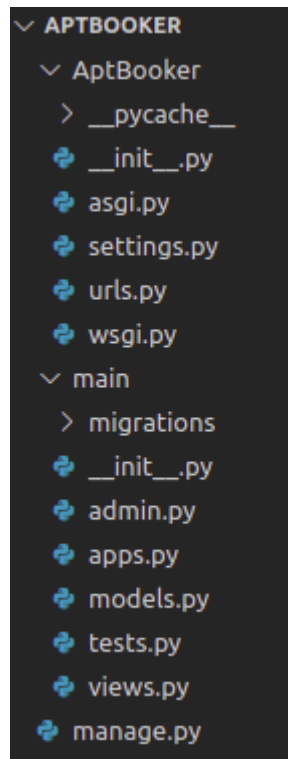 APTBOOKER
AptBooker
__pycache__
__init__.py
asgi.py
settings.py
urls.py
wsgi.py
main
migrations
__init__.py
admin.py
apps.py
models.py
tests.py
views.py
manage.py